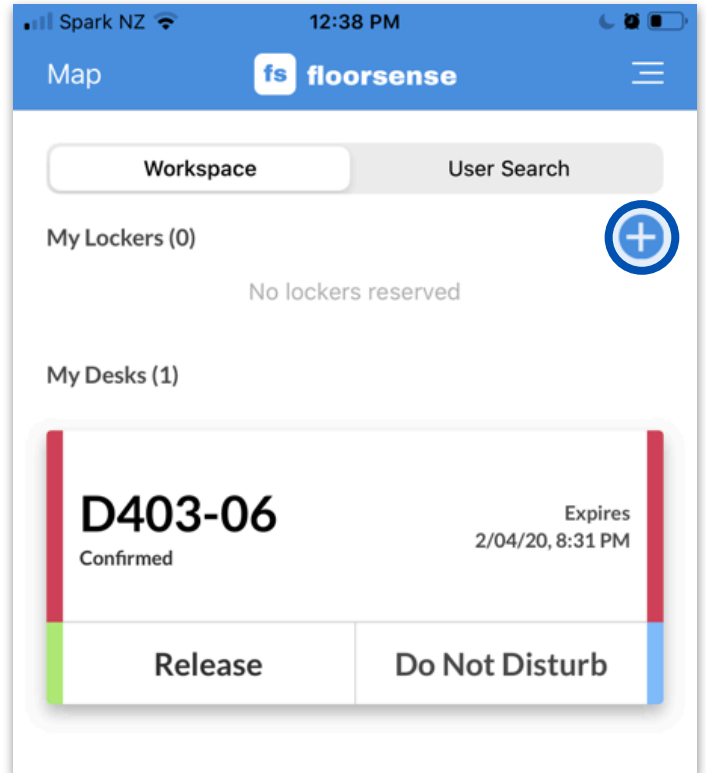 Spark NZ 12:38 PM
Map fs floorsense
Workspace User Search
My Lockers (0)
No lockers reserved
My Desks (1)
D403-06
Confirmed
Expires
2/04/20, 8:31 PM
Release Do Not Disturb